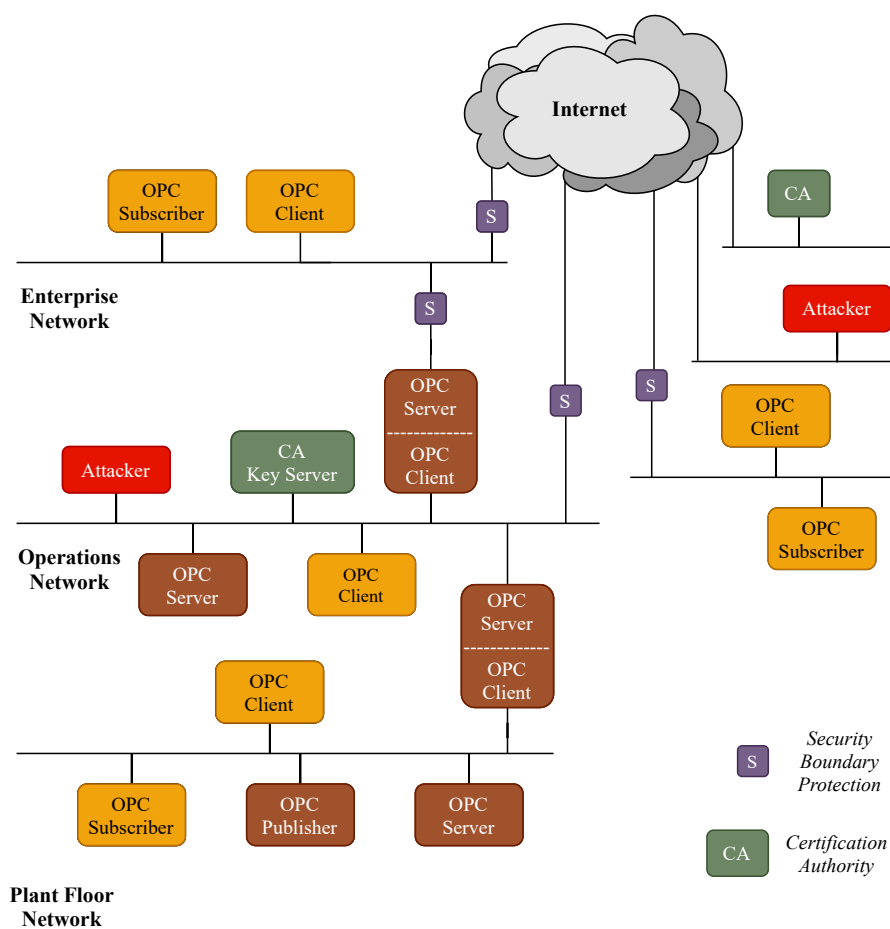 Internet
OPC
Subscriber
OPC
Client
CA
S
Enterprise
Network
S
Attacker
OPC
Server
OPC
Client
S
S
OPC
Client
Attacker
CA
Key Server
OPC
Subscriber
Operations
Network
OPC
Server
OPC
Client
OPC
Server
OPC
Client
OPC
Client
S
Security
Boundary
Protection
OPC
Subscriber
OPC
Publisher
OPC
Server
CA
Certification
Authority
Plant Floor
Network